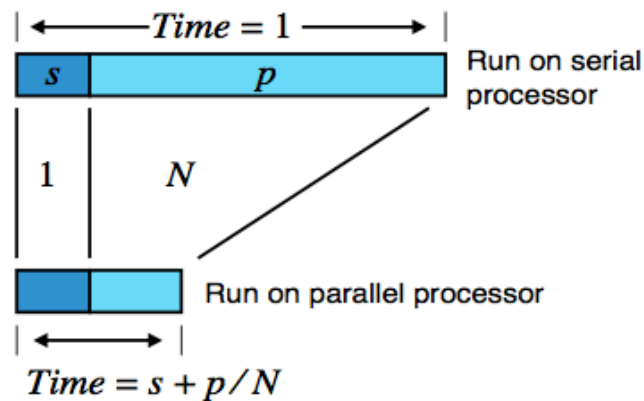 Time = 1
s p
Run on serial
processor
1 N
Run on parallel processor
Time = s + p / N